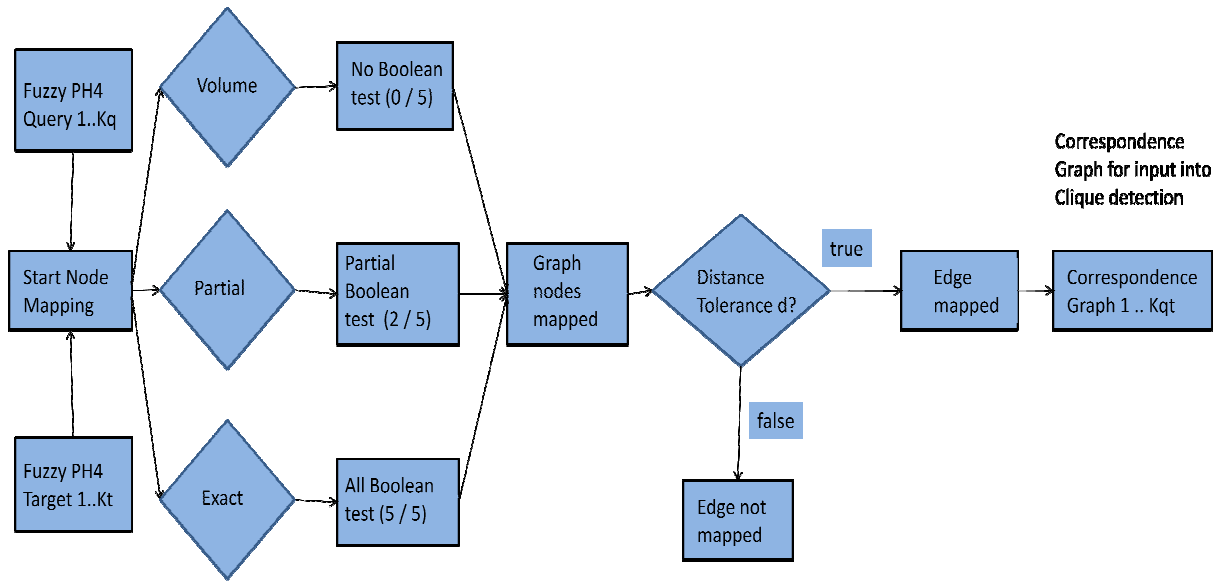 Fuzzy PH4
Query 1..Kq
Volume
No Boolean
test (0 / 5)
Correspondence
Graph for input into
Clique detection
Start Node
Mapping
Partial
Partial
Boolean
test (2 / 5)
Graph
nodes
mapped
Distance
Tolerance d?
true
Edge
mapped
Correspondence
Graph 1 .. Kqt
false
Fuzzy PH4
Target 1..Kt
Exact
All Boolean
test (5 / 5)
Edge not
mapped